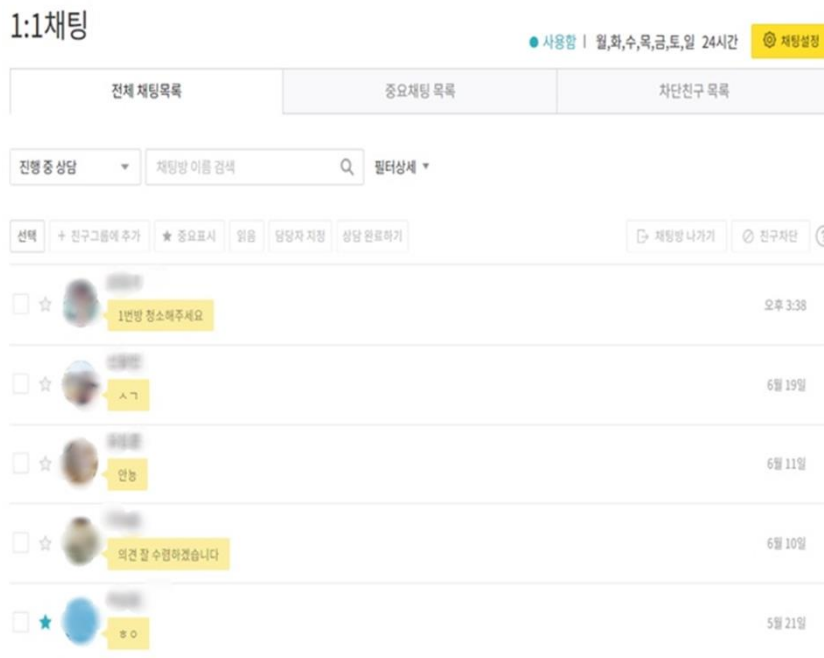 1:1채팅
사용함 | 월,화,수,목,금,토,일 24시간 채팅설정
전체 채팅목록 중요채팅 목록 차단친구 목록
진행 중 상담 채팅방 이름 검색 필터상세
선택 + 친구그룹에 추가 ★ 중요표시 읽음 담당자 지정 상담 완료하기 채팅방 나가기 친구차단
1번방 청소해주세요 오후 3:38
ㅅㄱ 6월 19일
안농 6월 11일
의견 잘 수렴하겠습니다 6월 10일
ㅎㅇ 5월 21일